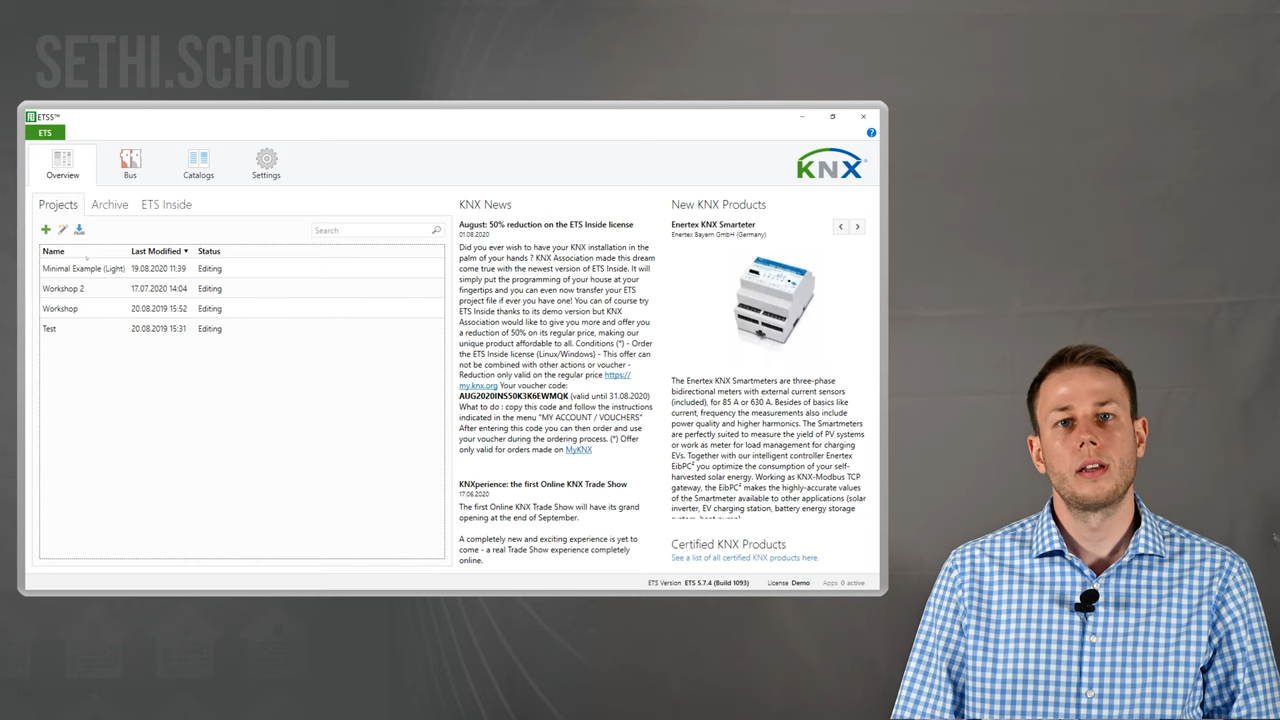 SETHI.SCHOOL
ETS5™
ETS
Overview
Bus
Catalogs
Settings
KNX
Projects
Archive
ETS Inside
Search
Name
Last Modified
Status
Minimal Example (Light)
19.08.2020 11:39
Editing
Workshop 2
17.07.2020 14:04
Editing
Workshop
20.08.2019 15:52
Editing
Test
20.08.2019 15:31
Editing
KNX News
August: 50% reduction on the ETS Inside license
01.08.2020
Did you ever wish to have your KNX installation in the
palm of your hands ? KNX Association made this dream
come true with the newest version of ETS Inside. It will
simply put the programming of your house at your
fingertips and you can even now transfer your ETS
project file if ever you have one! You can of course try
ETS Inside thanks to its demo version but KNX
Association would like to give you more and offer you
a reduction of 50% on its regular price, making our
unique product affordable to all. Conditions (*) - Order
the ETS Inside license (Linux/Windows) - This offer can
not be combined with other actions or voucher -
Reduction only valid on the regular price https://
my.knx.org Your voucher code:
AUG2020INS50K3K6EWMQK (valid until 31.08.2020)
What to do : copy this code and follow the instructions
indicated in the menu "MY ACCOUNT / VOUCHERS"
After entering this code you can then order and use
your voucher during the ordering process. (*) Offer
only valid for orders made on MyKNX
KNXperience: the first Online KNX Trade Show
17.06.2020
The first Online KNX Trade Show will have its grand
opening at the end of September.
A completely new and exciting experience is yet to
come - a real Trade Show experience completely
online.
New KNX Products
Enertex KNX Smarteter
Enertex Bayern GmbH (Germany)
The Enertex KNX Smartmeters are three-phase
bidirectional meters with external current sensors
(included), for 85 A or 630 A. Besides of basics like
current, frequency the measurements also include
power quality and higher harmonics. The Smartmeters
are perfectly suited to measure the yield of PV systems
or work as meter for load management for charging
EVs. Together with our intelligent controller Enertex
EibPC² you optimize the consumption of your self-
harvested solar energy. Working as KNX-Modbus TCP
gateway, the EibPC² makes the highly-accurate values
of the Smartmeter available to other applications (solar
inverter, EV charging station, battery energy storage
system, heat pump)
Certified KNX Products
See a list of all certified KNX products here.
ETS Version ETS 5.7.4 (Build 1093)
License Demo
Apps 0 active